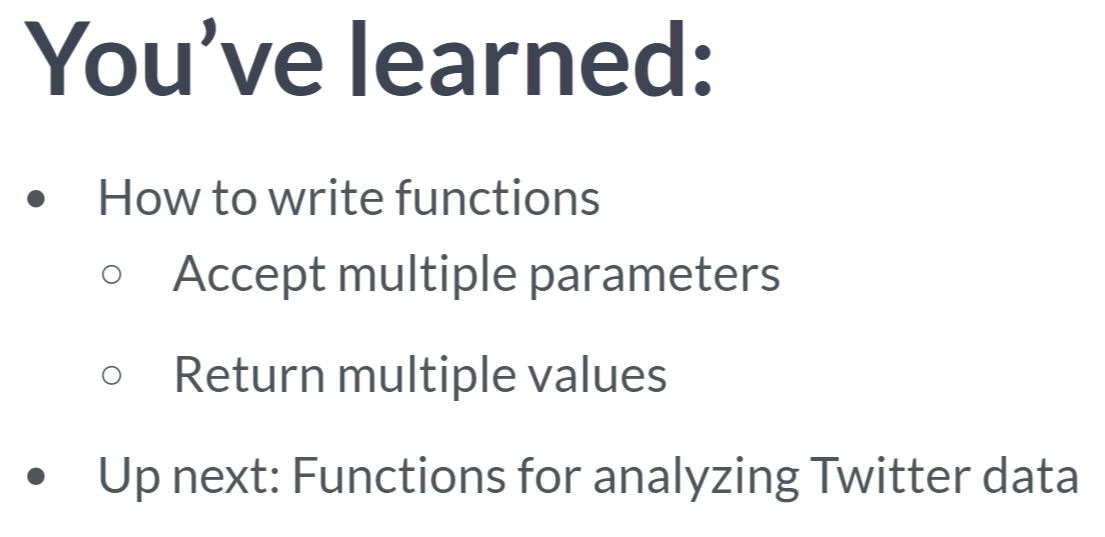 You’ve learned:
● How to write functions
○ Accept multiple parameters
○ Return multiple values
● Up next: Functions for analyzing Twitter data